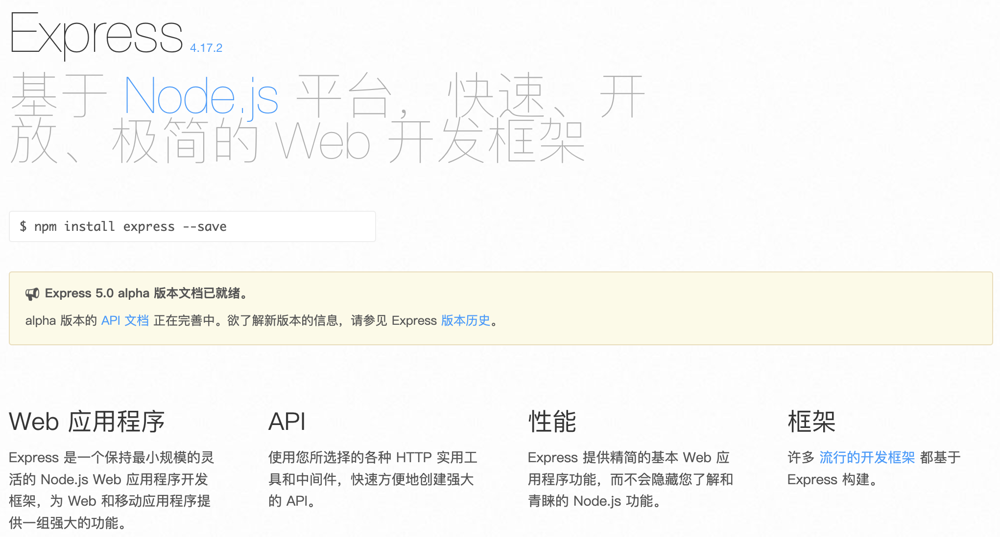 Express 4.17.2
基于 Node.js 平台，快速、开
放、极简的 Web 开发框架
$ npm install express --save
Express 5.0 alpha 版本文档已就绪。
alpha 版本的 API 文档 正在完善中。欲了解新版本的信息，请参见 Express 版本历史。
Web 应用程序
Express 是一个保持最小规模的灵
活的 Node.js Web 应用程序开发
框架，为 Web 和移动应用程序提
供一组强大的功能。
API
使用您所选择的各种 HTTP 实用工
具和中间件，快速方便地创建强大
的 API。
性能
Express 提供精简的基本 Web 应
用程序功能，而不会隐藏您了解和
青睐的 Node.js 功能。
框架
许多 流行的开发框架 都基于
Express 构建。